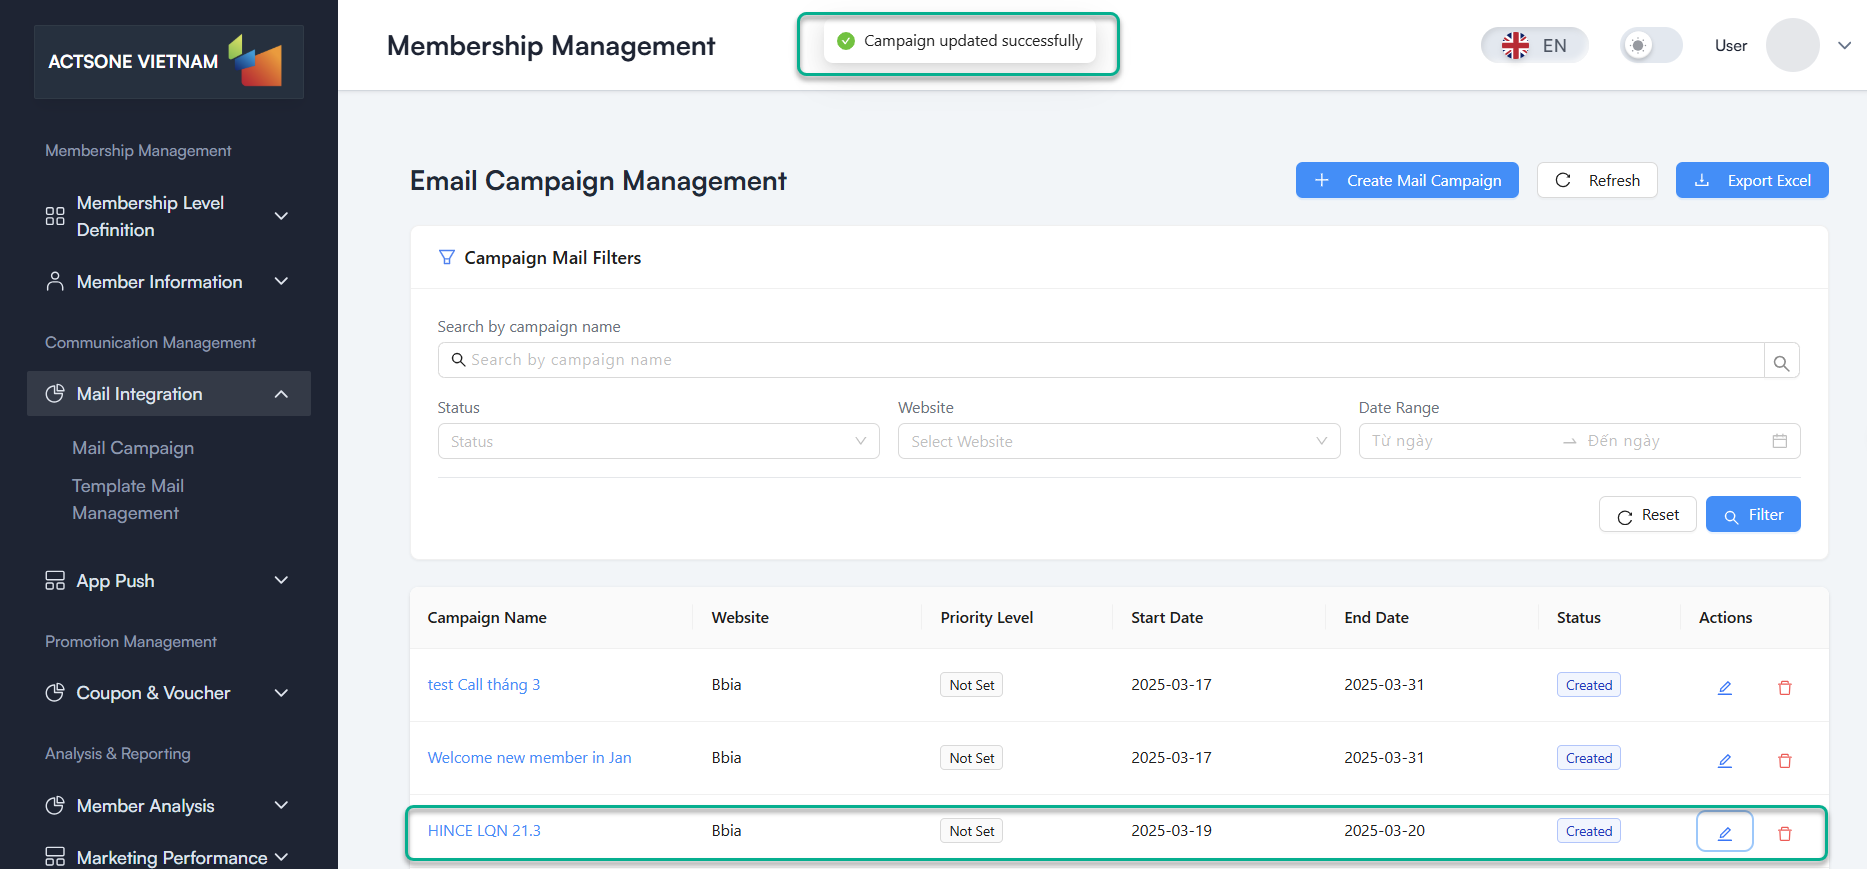 ACTSONE VIETNAM
Membership Management
Membership Level
Definition
Member Information
Communication Management
Mail Integration
Mail Campaign
Template Mail
Management
App Push
Promotion Management
Coupon & Voucher
Analysis & Reporting
Member Analysis
Marketing Performance
Membership Management
Campaign updated successfully
EN
User
Email Campaign Management
Create Mail Campaign
Refresh
Export Excel
Campaign Mail Filters
Search by campaign name
Search by campaign name
Status Website Date Range
Status Select Website Từ ngày Đến ngày
Reset Filter
Campaign Name Website Priority Level Start Date End Date Status Actions
test Call tháng 3 Bbia Not Set 2025-03-17 2025-03-31 Created
Welcome new member in Jan Bbia Not Set 2025-03-17 2025-03-31 Created
HINCE LQN 21.3 Bbia Not Set 2025-03-19 2025-03-20 Created